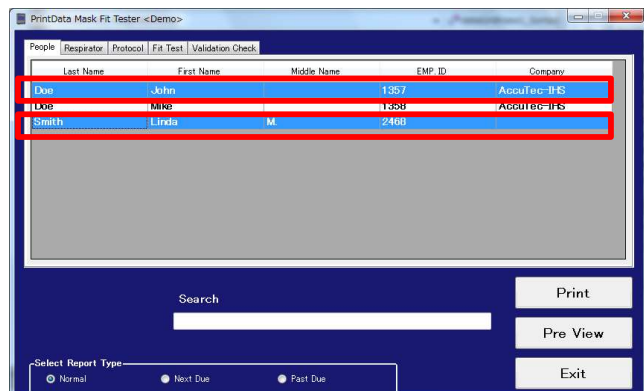 PrintData Mask Fit Tester <Demo>
People Respirator Protocol Fit Test Validation Check
Last Name First Name Middle Name EMP. ID Company
Doe John 1357 AccuTec-IHS
Doe Mike 1358 AccuTec-IHS
Smith Linda M. 2468
Print
Search
Pre View
Select Report Type
Exit
Normal Next Due Past Due